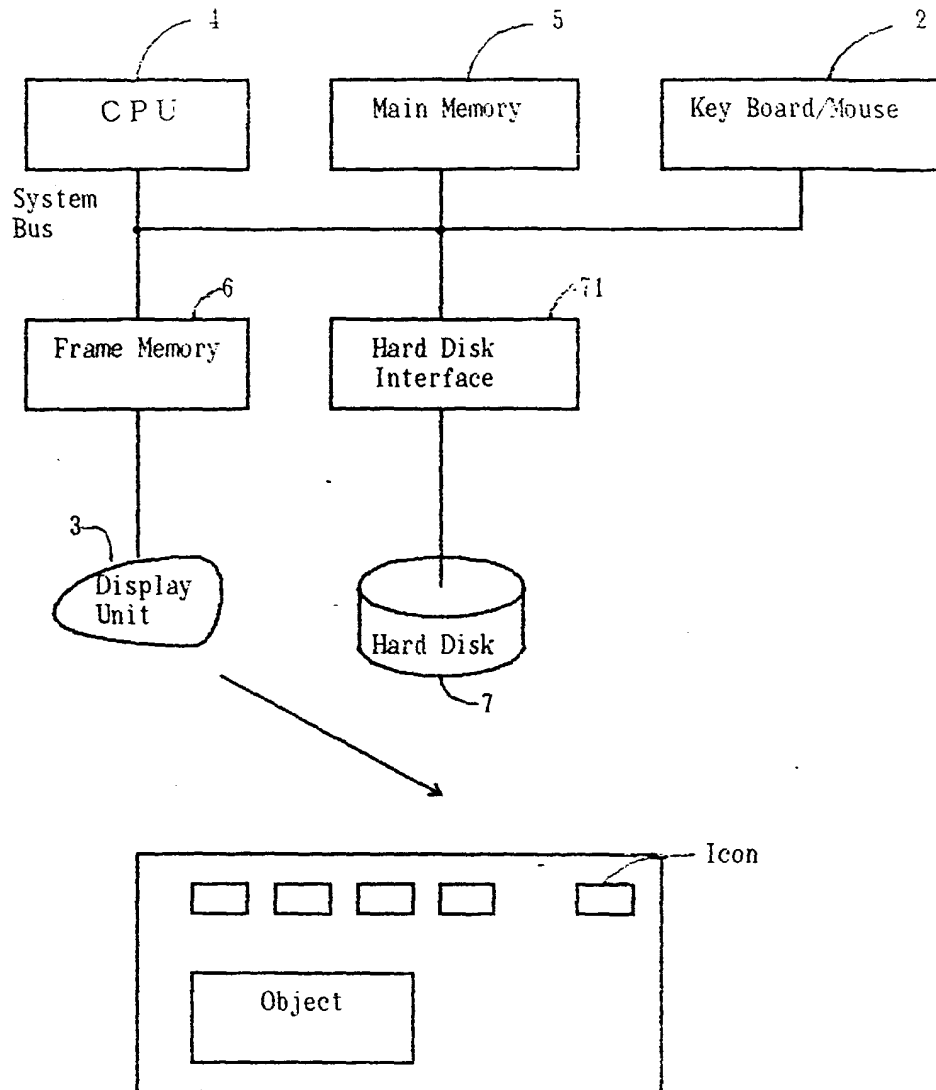 4
5
2
CPU
Main Memory
Key Board/Mouse
System
Bus
6
71
Frame Memory
Hard Disk
Interface
3
Display
Unit
Hard Disk
7
Icon
Object